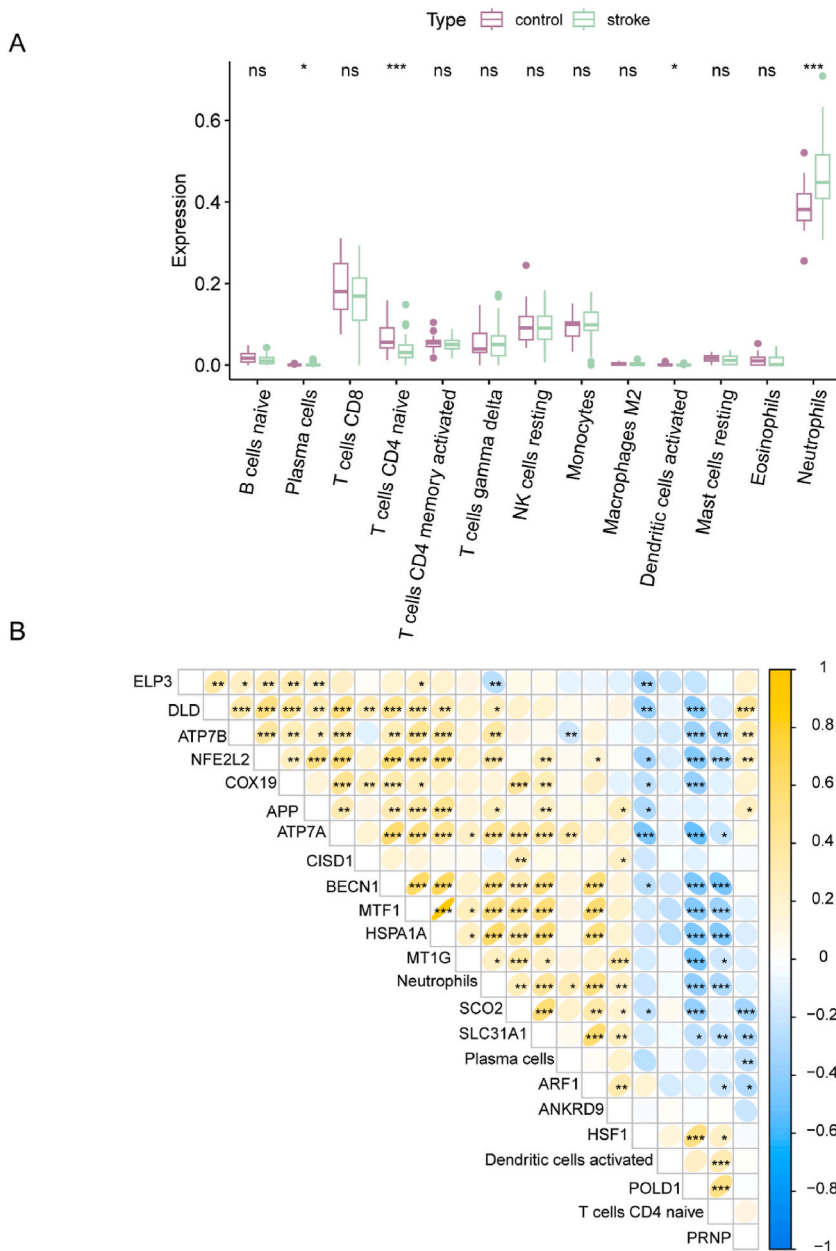 Type control stroke
A
ns * ns *** ns ns ns ns ns * ns ns ***
Expression
0.6
0.4
0.2
0.0
B cells naive
Plasma cells
T cells CD8
T cells CD4 naive
T cells CD4 memory activated
T cells gamma delta
NK cells resting
Monocytes
Macrophages M2
Dendritic cells activated
Mast cells resting
Eosinophils
Neutrophils
B
ELP3 ** * ** ** ** * ** **
DLD *** *** *** ** *** ** *** *** ** * ** *** ***
ATP7B *** ** * *** ** *** *** ** ** *** ** **
NFE2L2 ** *** *** *** *** *** *** ** * * *** *** **
COX19 *** ** *** * *** ** * ***
APP ** ** *** *** * ** * * *
ATP7A *** *** *** * *** *** *** ** *** *** *
CISD1 ** *
BECN1 *** *** *** *** *** *** * *** ***
MTF1 *** * *** *** *** *** *** ***
HSPA1A * *** *** *** *** *** ***
MT1G * *** * *** *** *
Neutrophils ** *** * *** ** *** ***
SCO2 *** ** * * *** ***
SLC31A1 *** ** * ** **
Plasma cells **
ARF1 ** * *
ANKRD9
HSF1 *** *
Dendritic cells activated ***
POLD1 ***
T cells CD4 naive
PRNP
1
0.8
0.6
0.4
0.2
0
−0.2
−0.4
−0.6
−0.8
−1